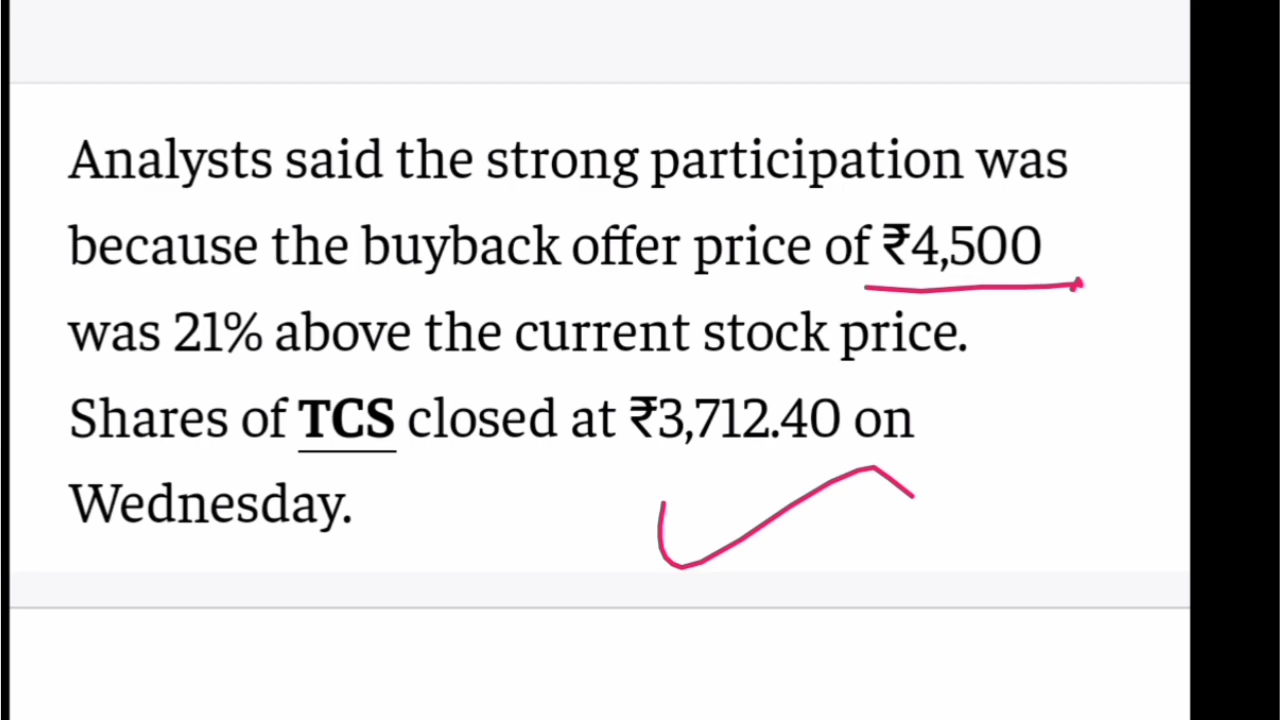 Analysts said the strong participation was
because the buyback offer price of ₹4,500
was 21% above the current stock price.
Shares of TCS closed at ₹3,712.40 on
Wednesday.